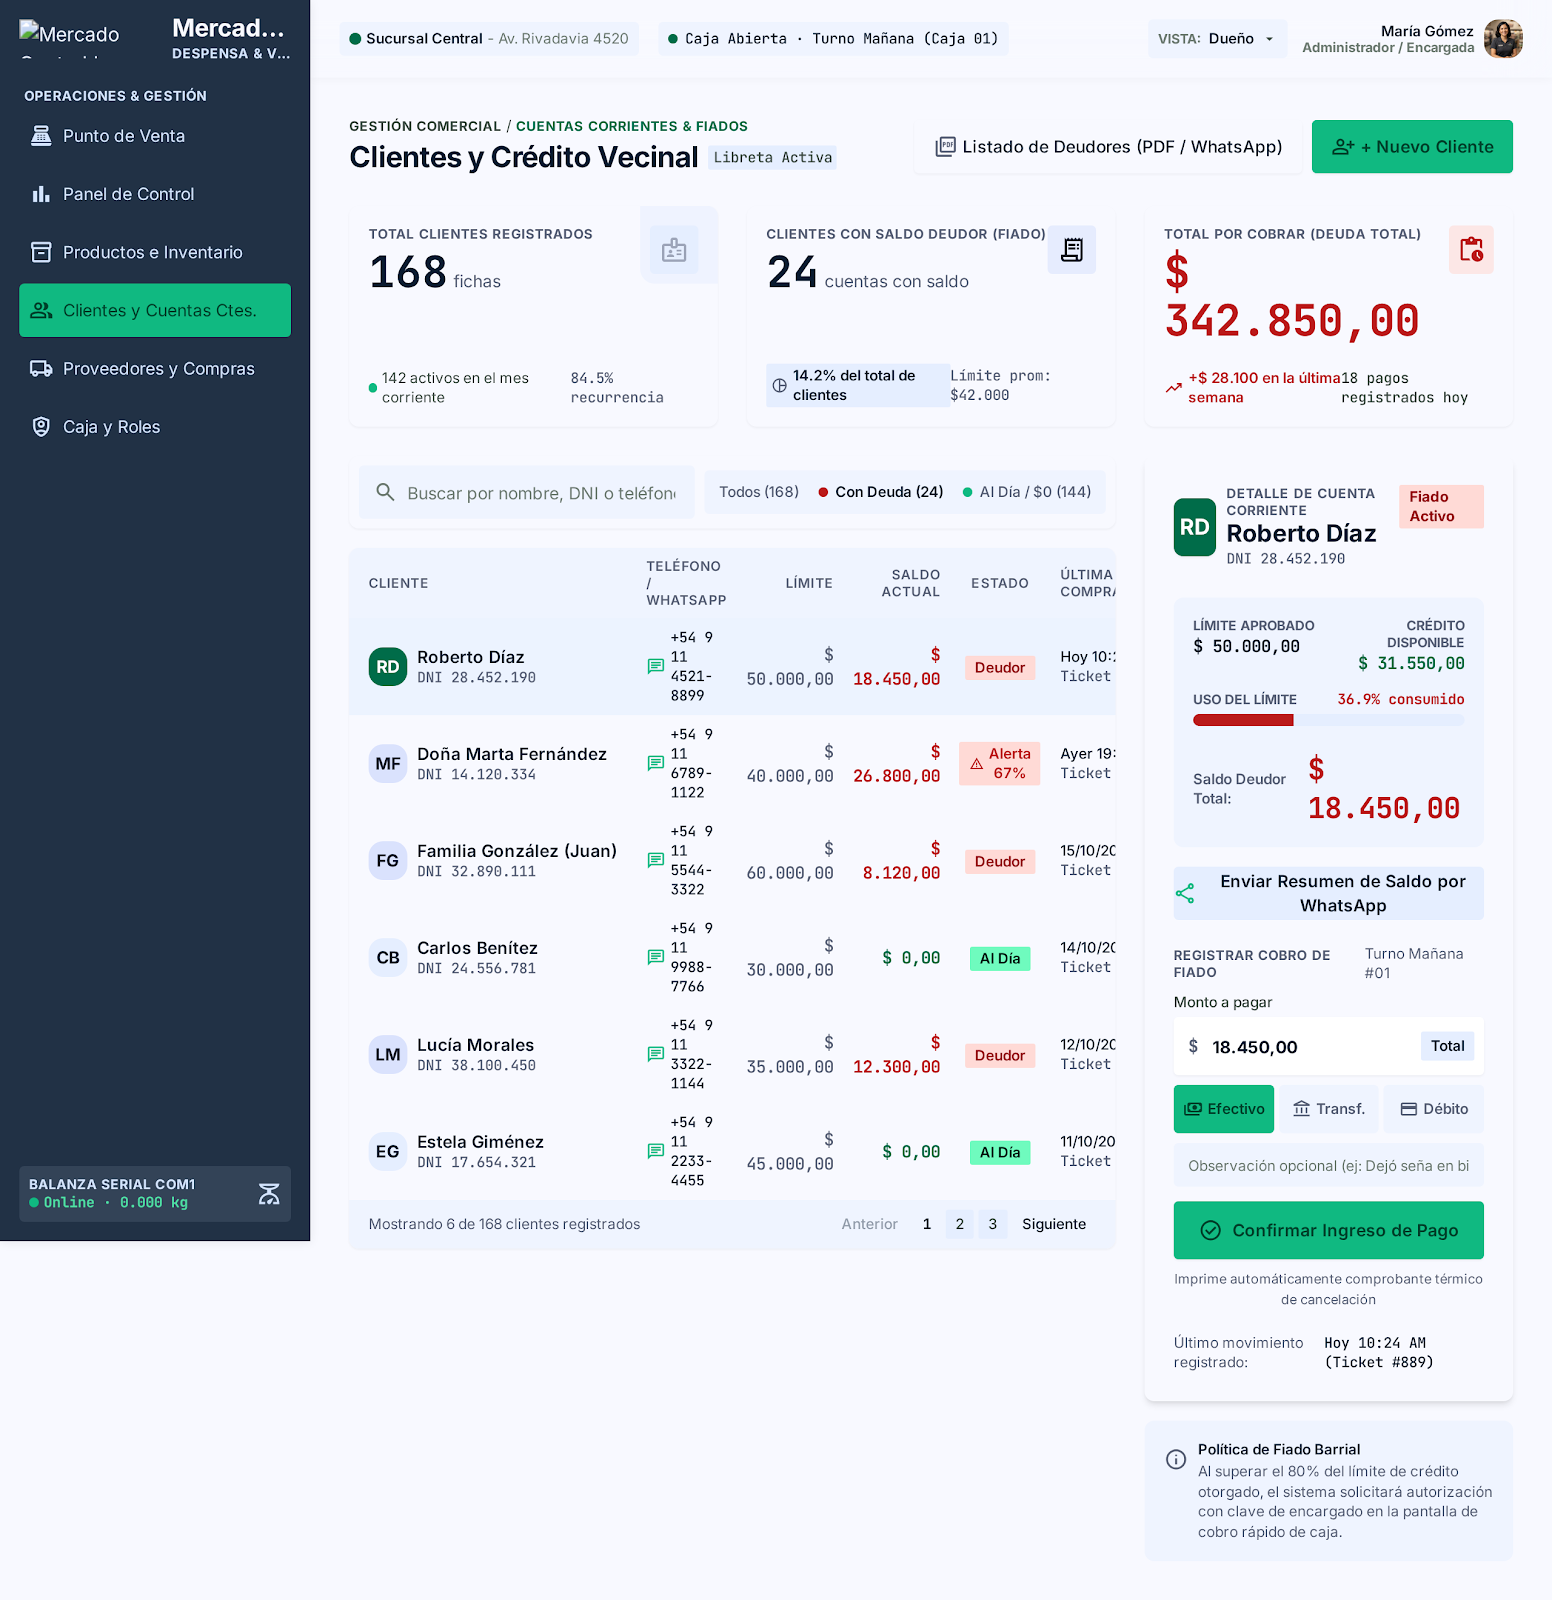 Mercado
Mercad...
DESPENSA & V...
OPERACIONES & GESTIÓN
Punto de Venta
Panel de Control
Productos e Inventario
Clientes y Cuentas Ctes.
Proveedores y Compras
Caja y Roles
BALANZA SERIAL COM1
Online · 0.000 kg
Sucursal Central - Av. Rivadavia 4520
Caja Abierta · Turno Mañana (Caja 01)
VISTA: Dueño
María Gómez
Administrador / Encargada
GESTIÓN COMERCIAL / CUENTAS CORRIENTES & FIADOS
Clientes y Crédito Vecinal Libreta Activa
Listado de Deudores (PDF / WhatsApp)
+ Nuevo Cliente
TOTAL CLIENTES REGISTRADOS
168 fichas
142 activos en el mes
corriente
84.5%
recurrencia
CLIENTES CON SALDO DEUDOR (FIADO)
24 cuentas con saldo
14.2% del total de
clientes
Límite prom:
$42.000
TOTAL POR COBRAR (DEUDA TOTAL)
$
342.850,00
+$ 28.100 en la última
semana
18 pagos
registrados hoy
Buscar por nombre, DNI o teléfon
Todos (168) Con Deuda (24) Al Día / $0 (144)
CLIENTE
TELÉFONO
/
WHATSAPP
LÍMITE
SALDO
ACTUAL
ESTADO
ÚLTIMA
COMPRA
RD
Roberto Díaz
DNI 28.452.190
+54 9
11
4521-
8899
$
50.000,00
$
18.450,00
Deudor
Hoy 10:2
Ticket
MF
Doña Marta Fernández
DNI 14.120.334
+54 9
11
6789-
1122
$
40.000,00
$
26.800,00
Alerta
67%
Ayer 19:
Ticket
FG
Familia González (Juan)
DNI 32.890.111
+54 9
11
5544-
3322
$
60.000,00
$
8.120,00
Deudor
15/10/20
Ticket
CB
Carlos Benítez
DNI 24.556.781
+54 9
11
9988-
7766
$
30.000,00
$ 0,00
Al Día
14/10/20
Ticket
LM
Lucía Morales
DNI 38.100.450
+54 9
11
3322-
1144
$
35.000,00
$
12.300,00
Deudor
12/10/20
Ticket
EG
Estela Giménez
DNI 17.654.321
+54 9
11
2233-
4455
$
45.000,00
$ 0,00
Al Día
11/10/20
Ticket
Mostrando 6 de 168 clientes registrados
Anterior 1 2 3 Siguiente
RD
DETALLE DE CUENTA
CORRIENTE
Roberto Díaz
DNI 28.452.190
Fiado
Activo
LÍMITE APROBADO
$ 50.000,00
CRÉDITO
DISPONIBLE
$ 31.550,00
USO DEL LÍMITE 36.9% consumido
Saldo Deudor
Total:
$
18.450,00
Enviar Resumen de Saldo por
WhatsApp
REGISTRAR COBRO DE
FIADO
Turno Mañana
#01
Monto a pagar
$ 18.450,00 Total
Efectivo Transf. Débito
Observación opcional (ej: Dejó seña en bi
Confirmar Ingreso de Pago
Imprime automáticamente comprobante térmico
de cancelación
Último movimiento
registrado:
Hoy 10:24 AM
(Ticket #889)
Política de Fiado Barrial
Al superar el 80% del límite de crédito
otorgado, el sistema solicitará autorización
con clave de encargado en la pantalla de
cobro rápido de caja.